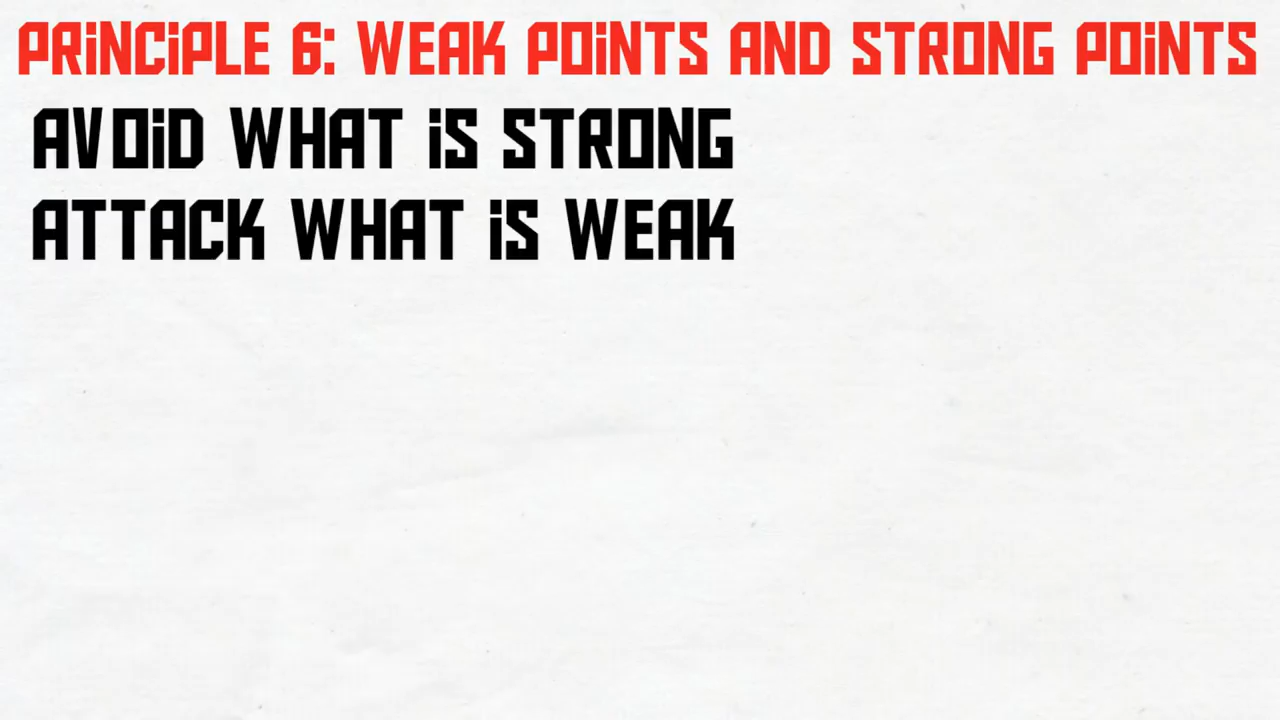 PRiNCiPLE 6: WEAK POiNTS AND STRONG POiNTS
AVOiD WHAT iS STRONG
ATTACK WHAT iS WEAK